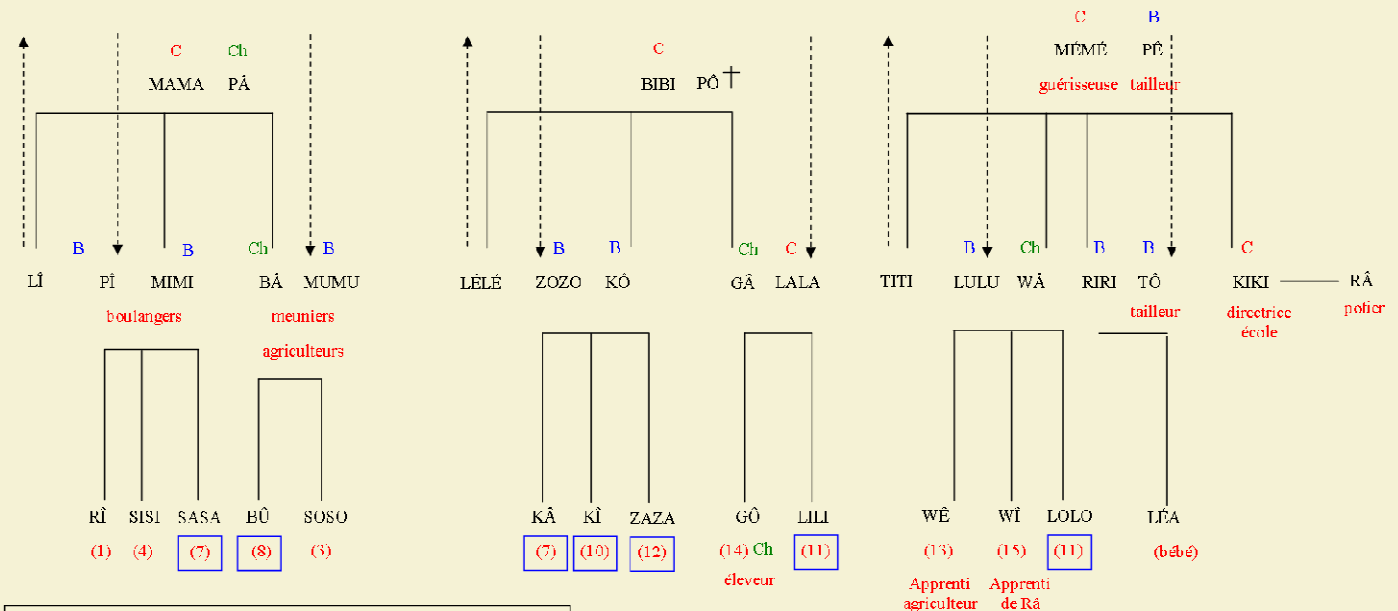 C B
C Ch C MÉMÉ PÊ
MAMA PÂ BIBI PÔ guérisseuse tailleur
B B Ch B B B Ch C B Ch B B C
LÎ PÎ MIMI BÂ MUMU LÉLÉ ZOZO KÔ GÂ LALA TITI LULU WÂ RIRI TÔ KIKI RÂ
boulangers meuniers tailleur directrice potier
école
agriculteurs
RÎ SISI SASA BÛ SOSO KÂ KÎ ZAZA GÔ LILI WÊ WÎ LOLO LÉA
(1) (4) (7) (8) (3) (7) (10) (12) (14) Ch (11) (13) (15) (11) (bébé)
éleveur Apprenti Apprenti
agriculteur de Râ